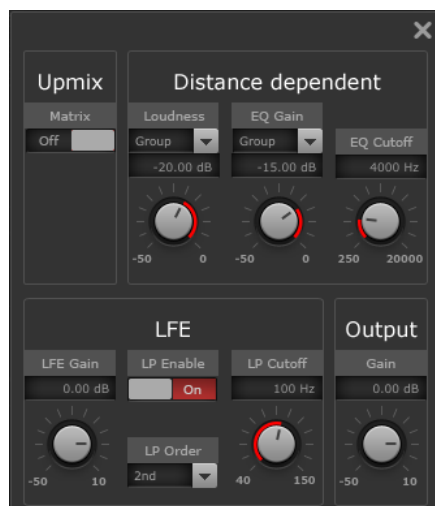 Upmix
Matrix
Off
Distance dependent
Loudness
Group
-20.00 dB
-50 0
EQ Gain
Group
-15.00 dB
-50 0
EQ Cutoff
4000 Hz
250 20000
LFE
LFE Gain
0.00 dB
-50 10
LP Enable
On
LP Order
2nd
LP Cutoff
100 Hz
40 150
Output
Gain
0.00 dB
-50 10